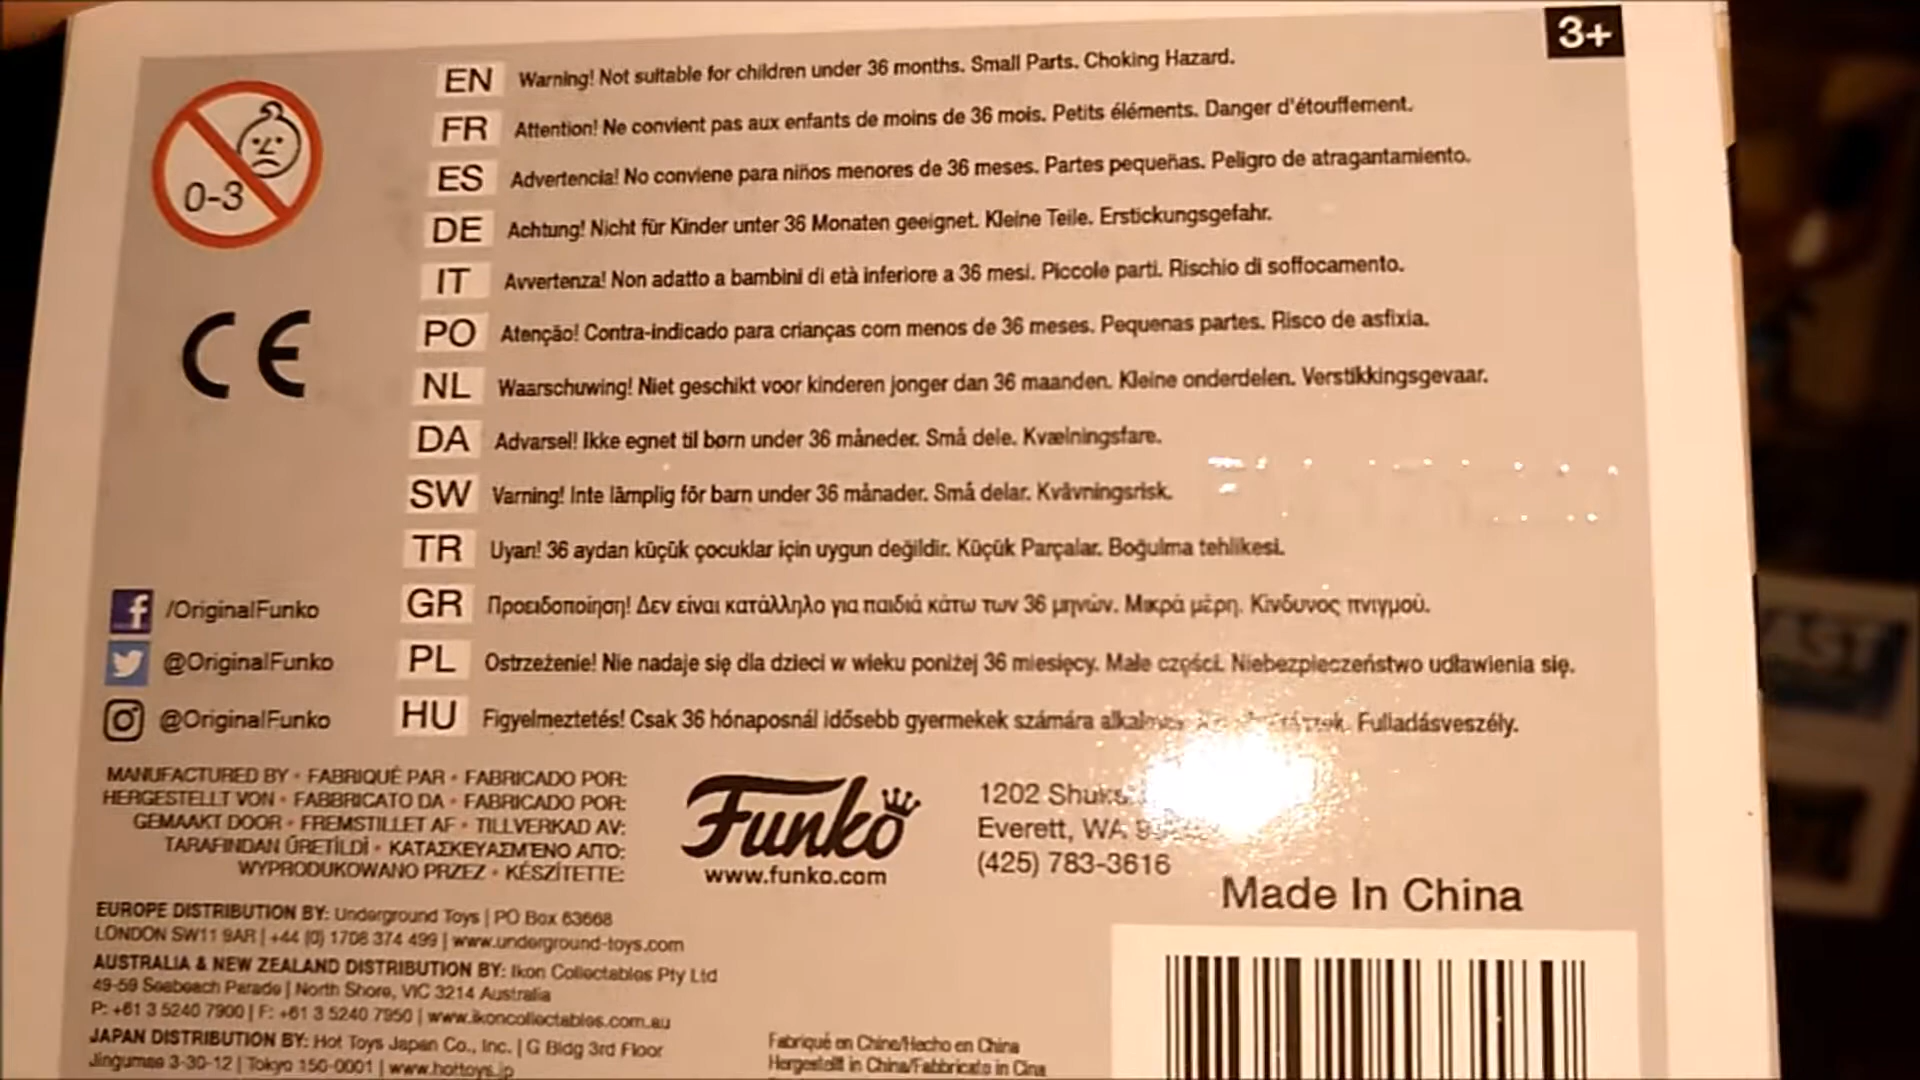 3+
EN Warning! Not suitable for children under 36 months. Small Parts. Choking Hazard.
FR Attention! Ne convient pas aux enfants de moins de 36 mois. Petits éléments. Danger d'étouffement.
ES Advertencia! No conviene para niños menores de 36 meses. Partes pequeñas. Peligro de atragantamiento.
DE Achtung! Nicht für Kinder unter 36 Monaten geeignet. Kleine Teile. Erstickungsgefahr.
IT Avvertenza! Non adatto a bambini di età inferiore a 36 mesi. Piccole parti. Rischio di soffocamento.
PO Atenção! Contra-indicado para crianças com menos de 36 meses. Pequenas partes. Risco de asfixia.
NL Waarschuwing! Niet geschikt voor kinderen jonger dan 36 maanden. Kleine onderdelen. Verstikkingsgevaar.
DA Advarsel! Ikke egnet til børn under 36 måneder. Små dele. Kvælningsfare.
SW Varning! Inte lämplig för barn under 36 månader. Små delar. Kvävningsrisk.
TR Uyarı! 36 aydan küçük çocuklar için uygun değildir. Küçük Parçalar. Boğulma tehlikesi.
GR Προειδοποίηση! Δεν είναι κατάλληλο για παιδιά κάτω των 36 μηνών. Μικρά μέρη. Κίνδυνος πνιγμού.
PL Ostrzeżenie! Nie nadaje się dla dzieci w wieku poniżej 36 miesięcy. Małe części. Niebezpieczeństwo udławienia się.
HU Figyelmeztetés! Csak 36 hónaposnál idősebb gyermekek számára Fulladásveszély.
0-3
CE
/OriginalFunko
@OriginalFunko
@OriginalFunko
MANUFACTURED BY • FABRIQUÉ PAR • FABRICADO POR:
HERGESTELLT VON • FABBRICATO DA • FABRICADO POR:
GEMAAKT DOOR • FREMSTILLET AF • TILLVERKAD AV:
TARAFINDAN ÜRETİLDİ • ΚΑΤΑΣΚΕΥΑΣΜΈΝΟ ΑΠΌ:
WYPRODUKOWANO PRZEZ • KÉSZÍTETTE:
Funko
www.funko.com
1202
Everett, WA
(425) 783-3616
Made In China
EUROPE DISTRIBUTION BY: Underground Toys | PO Box 63668
LONDON SW11 9AR | +44 (0) 1708 374 499 | www.underground-toys.com
AUSTRALIA & NEW ZEALAND DISTRIBUTION BY: Ikon Collectables Pty Ltd
49-59 Seabeach Parade | North Shore, VIC 3214 Australia
P: +61 3 5240 7900 | F: +61 3 5240 7950 | www.ikoncollectables.com.au
JAPAN DISTRIBUTION BY: Hot Toys Japan Co., Inc. | G Bldg 3rd Floor
Jingumae 3-30-12 | Tokyo 150-0001 | www.hottoys.jp
Fabriqué en Chine/Hecho en China
Hergestellt in China/Fabbricato in Cina